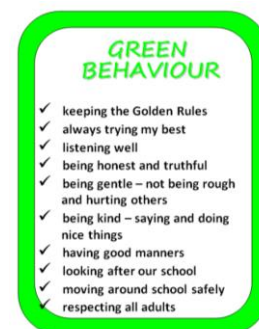 GREEN
BEHAVIOUR
✓ keeping the Golden Rules
✓ always trying my best
✓ listening well
✓ being honest and truthful
✓ being gentle – not being rough
and hurting others
✓ being kind – saying and doing
nice things
✓ having good manners
✓ looking after our school
✓ moving around school safely
✓ respecting all adults